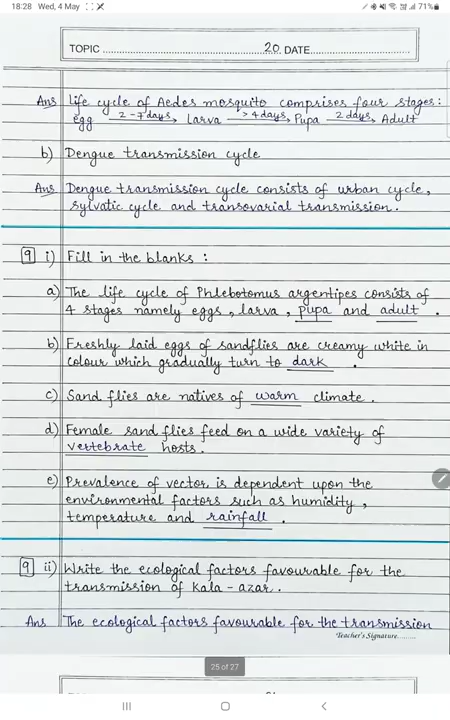 18:28 Wed, 4 May
71%
TOPIC ........ 20. DATE........
Ans Life cycle of Aedes mosquito comprises four stages:
egg 2-7 days → Larva >4 days → Pupa 2 days → Adult
b) Dengue transmission cycle
Ans Dengue transmission cycle consists of urban cycle,
sylvatic cycle and transovarial transmission.
9 i) Fill in the blanks :
a) The life cycle of Phlebotomus argentipes consists of
4 stages namely eggs, larva, pupa and adult .
b) Freshly laid eggs of sandflies are creamy white in
colour which gradually turn to dark .
c) Sand flies are natives of warm climate.
d) Female sand flies feed on a wide variety of
vertebrate hosts.
e) Prevalence of vector is dependent upon the
environmental factors such as humidity,
temperature and rainfall .
9 ii) Write the ecological factors favourable for the
transmission of Kala-azar.
Ans The ecological factors favourable for the transmission
Teacher's Signature........
25 of 27